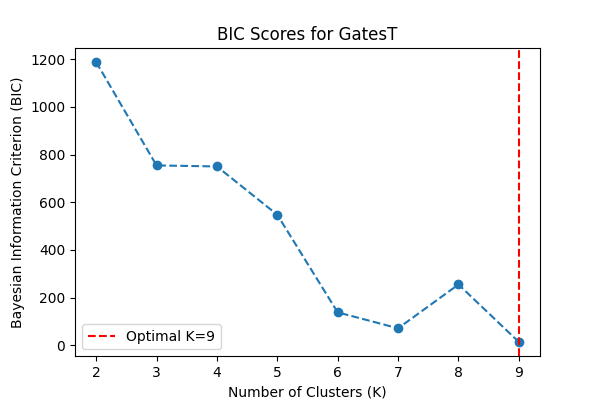 BIC Scores for GatesT
Bayesian Information Criterion (BIC)
1200
1000
800
600
400
200
0
Optimal K=9
2 3 4 5 6 7 8 9
Number of Clusters (K)